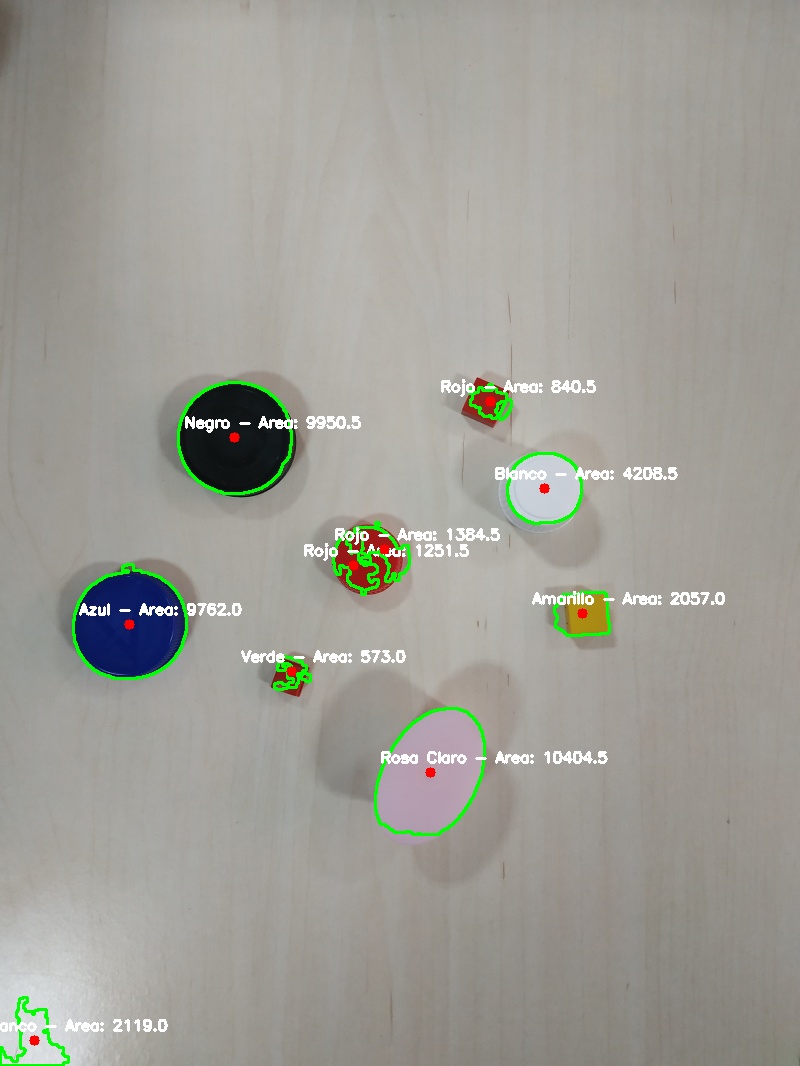 Rojo - Area: 840.5
Negro - Area: 9950.5
Blanco - Area: 4208.5
Rojo - Area: 1384.5
Rojo - Area: 1251.5
Amarillo - Area: 2057.0
Azul - Area: 9762.0
Verde - Area: 573.0
Rosa Claro - Area: 10404.5
anco - Area: 2119.0